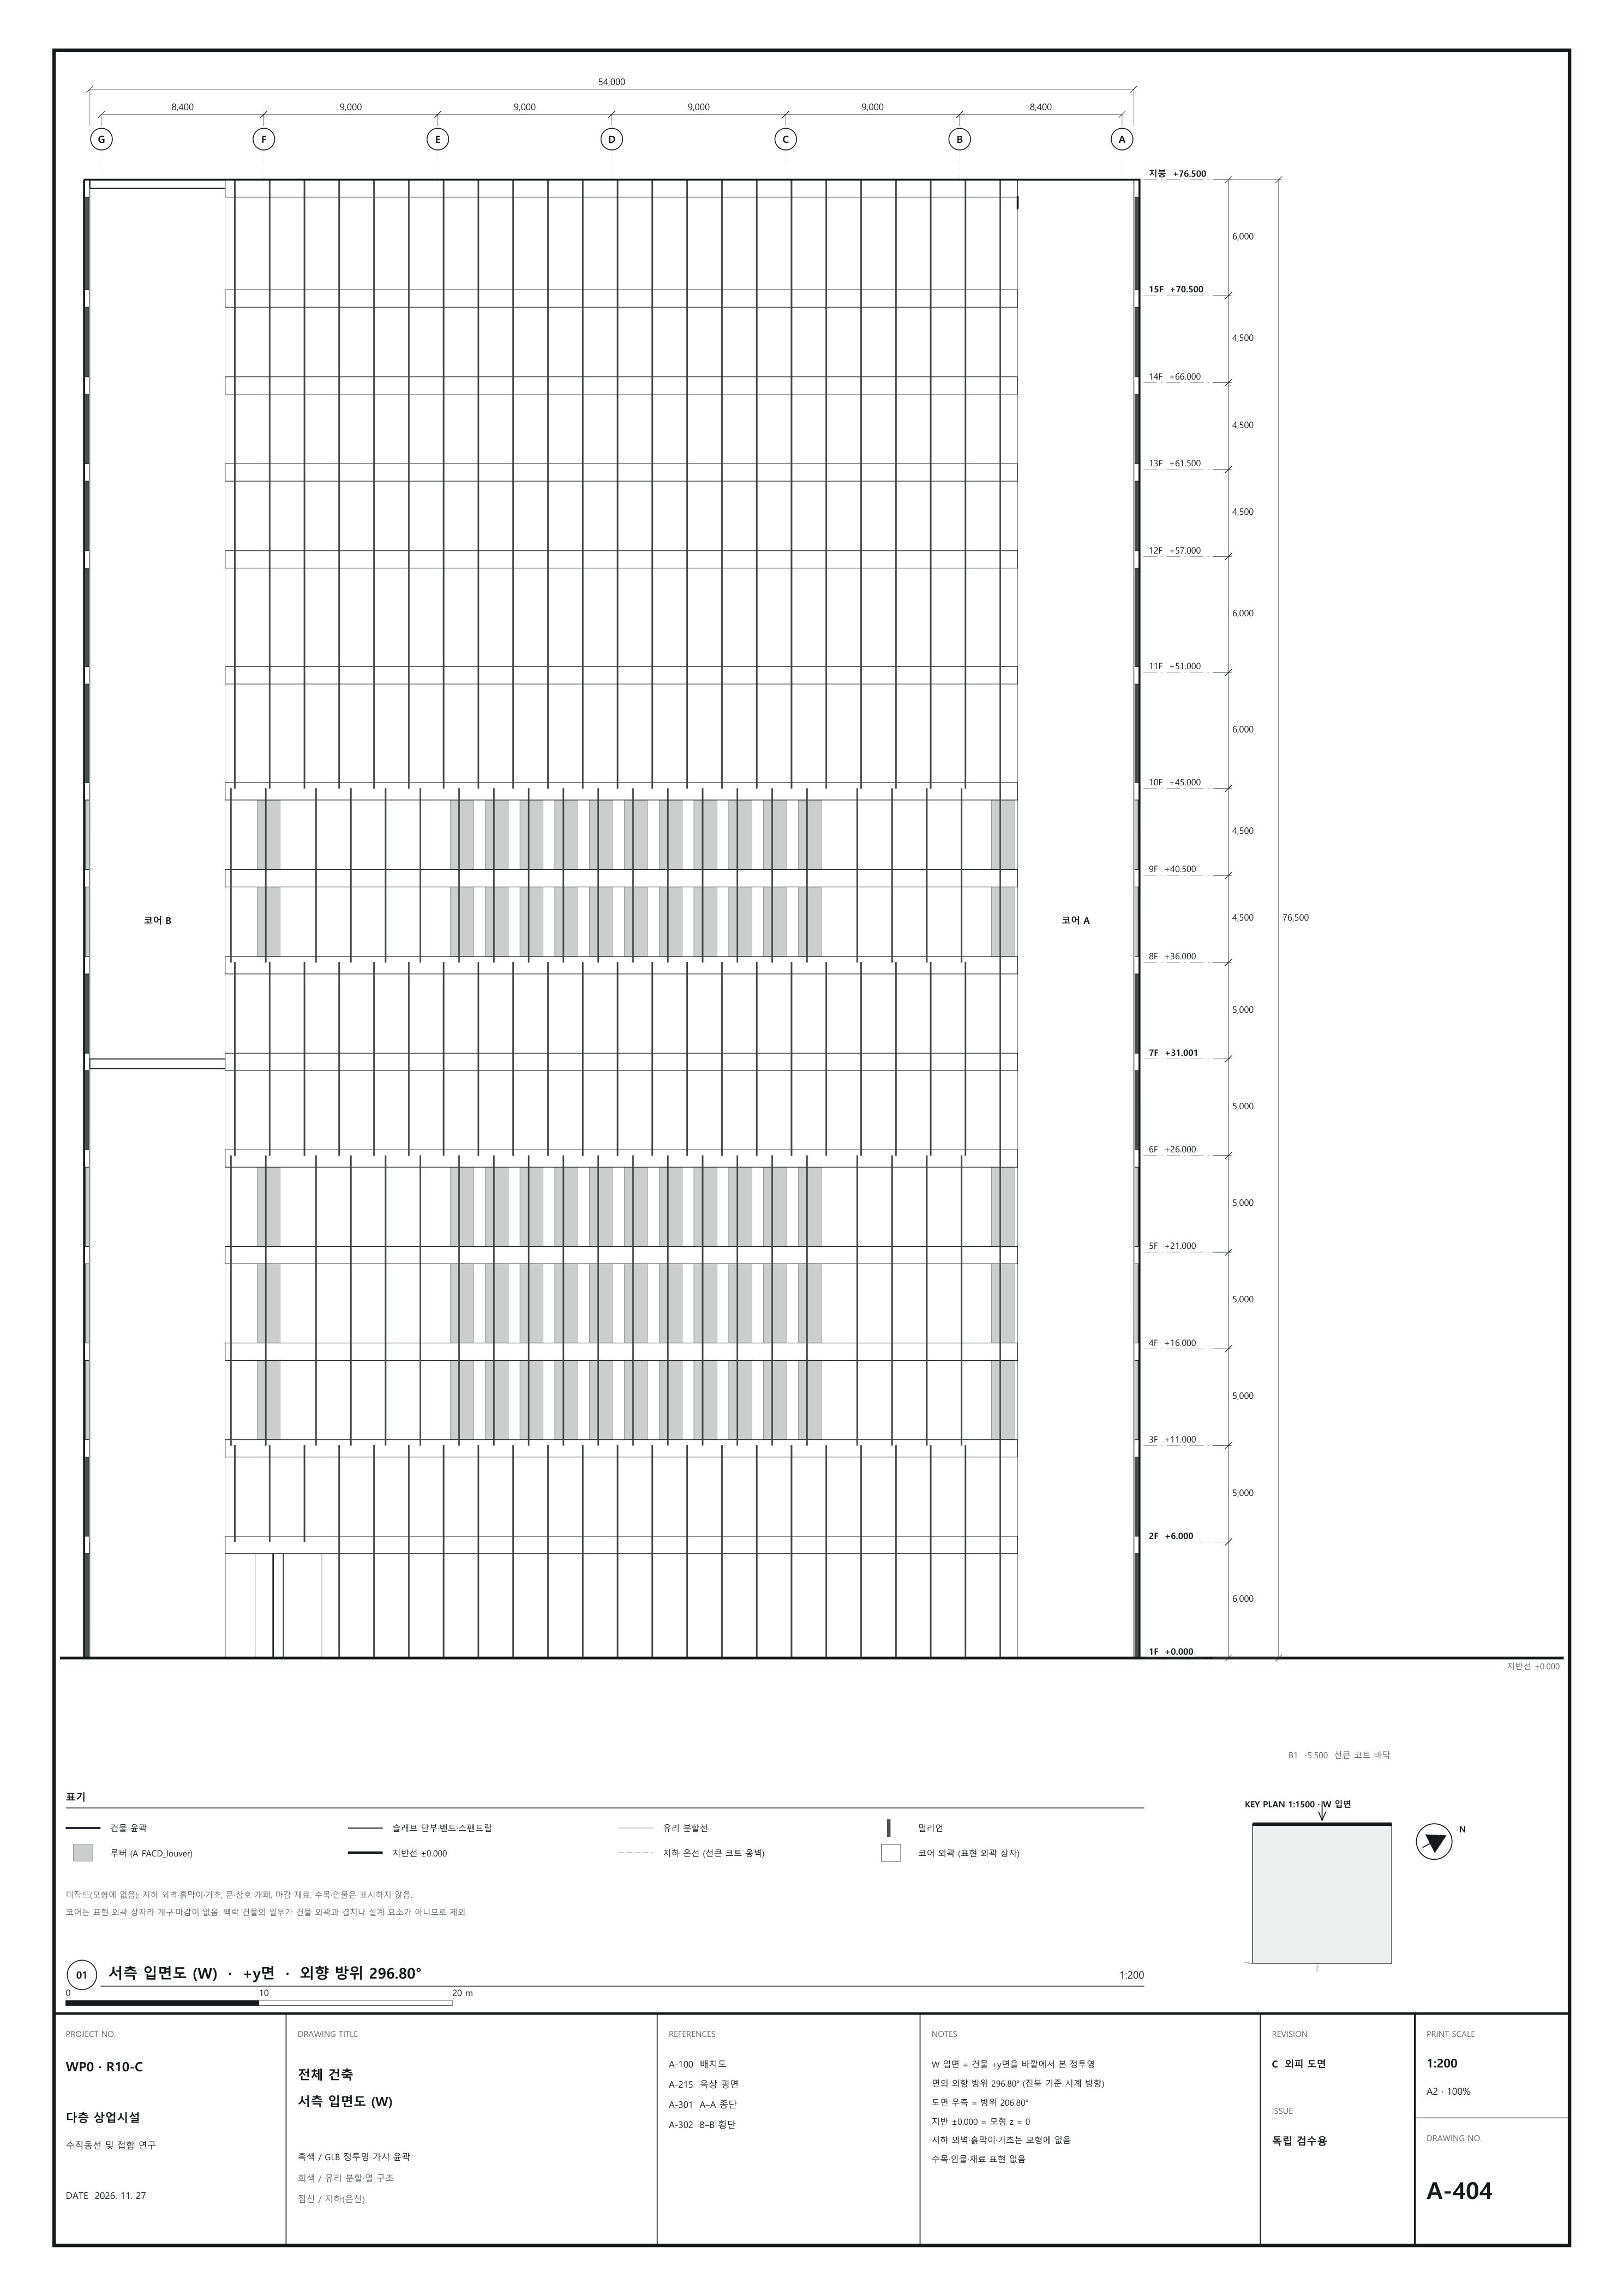 54,000
8,400 9,000 9,000 9,000 9,000 8,400
G F E D C B A
지붕 +76.500
6,000
15F +70.500
4,500
14F +66.000
4,500
13F +61.500
4,500
12F +57.000
6,000
11F +51.000
6,000
10F +45.000
4,500
9F +40.500
코어 B 코어 A 4,500 76,500
8F +36.000
5,000
7F +31.001
5,000
6F +26.000
5,000
5F +21.000
5,000
4F +16.000
5,000
3F +11.000
5,000
2F +6.000
6,000
1F +0.000
지반선 ±0.000
B1 -5.500 선큰 코트 바닥
표기
건물 윤곽 슬래브 단부·밴드·스팬드럴 유리 분할선 멀리언
루버 (A-FACD_louver) 지반선 ±0.000 지하 은선 (선큰 코트 옹벽) 코어 외곽 (표현 외곽 상자)
KEY PLAN 1:1500 · W 입면
N
미작도(모형에 없음): 지하 외벽·흙막이·기초, 문·창호 개폐, 마감 재료. 수목·인물은 표시하지 않음.
코어는 표현 외곽 상자라 개구·마감이 없음. 맥락 건물의 일부가 건물 외곽과 겹치나 설계 요소가 아니므로 제외.
01 서측 입면도 (W) · +y면 · 외향 방위 296.80° 1:200
0 10 20 m
PROJECT NO.
WP0 · R10-C
다층 상업시설
수직동선 및 접합 연구
DATE 2026. 11. 27
DRAWING TITLE
전체 건축
서측 입면도 (W)
흑색 / GLB 정투영 가시 윤곽
회색 / 유리 분할·열 구조
점선 / 지하(은선)
REFERENCES
A-100 배치도
A-215 옥상 평면
A-301 A–A 종단
A-302 B–B 횡단
NOTES
W 입면 = 건물 +y면을 바깥에서 본 정투영
면의 외향 방위 296.80° (진북 기준 시계 방향)
도면 우측 = 방위 206.80°
지반 ±0.000 = 모형 z = 0
지하 외벽·흙막이·기초는 모형에 없음
수목·인물·재료 표현 없음
REVISION
C 외피 도면
ISSUE
독립 검수용
PRINT SCALE
1:200
A2 · 100%
DRAWING NO.
A-404